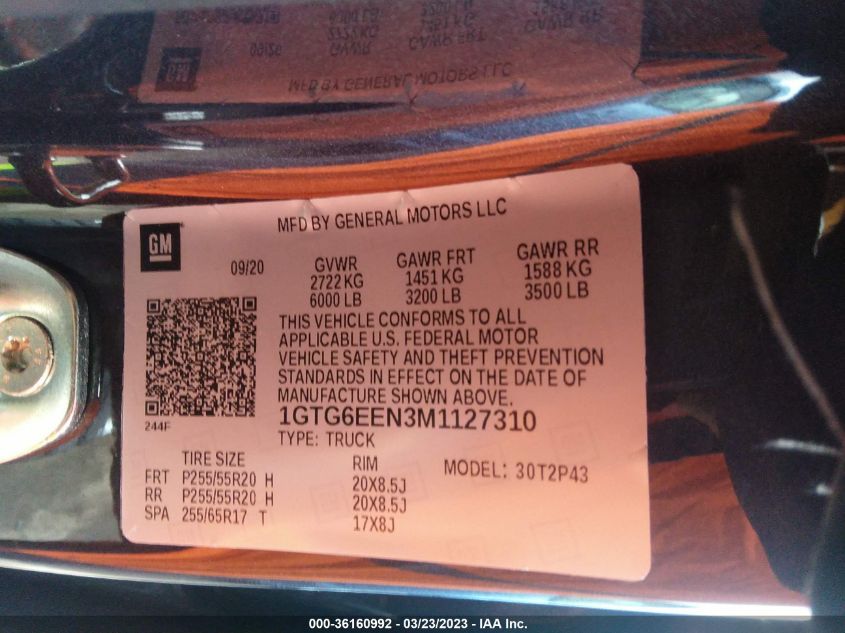 MFD BY GENERAL MOTORS LLC
GM
09/20
GVWR GAWR FRT GAWR RR
2722 KG 1451 KG 1588 KG
6000 LB 3200 LB 3500 LB
THIS VEHICLE CONFORMS TO ALL
APPLICABLE U.S. FEDERAL MOTOR
VEHICLE SAFETY AND THEFT PREVENTION
STANDARDS IN EFFECT ON THE DATE OF
MANUFACTURE SHOWN ABOVE.
1GTG6EEN3M1127310
244F
TYPE: TRUCK
TIRE SIZE RIM MODEL: 30T2P43
FRT P255/55R20 H 20X8.5J
RR P255/55R20 H 20X8.5J
SPA 255/65R17 T 17X8J
000-36160992 - 03/23/2023 - IAA Inc.